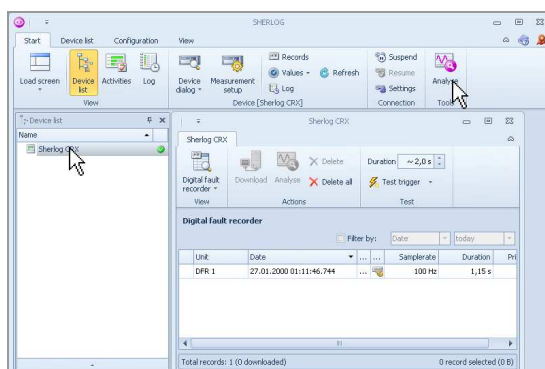 SHERLOG
Start Device list Configuration View
Load screen Device list Activities Log
View
Device dialog Measurement setup Records Values Log Refresh
Device [Sherlog CRX]
Suspend Resume Settings
Connection
Analyse
Tools
Device list
Name
Sherlog CRX
Sherlog CRX
Sherlog CRX
Digital fault recorder
View
Download Analyse Delete Delete all
Actions
Duration ~ 2,0 s
Test trigger
Test
Digital fault recorder
Filter by: Date today
Unit Date ... ... Samplerate Duration Pri
DFR 1 27.01.2000 01:11:46.744 ... 100 Hz 1,15 s
Total records: 1 (0 downloaded) 0 record selected (0 B)